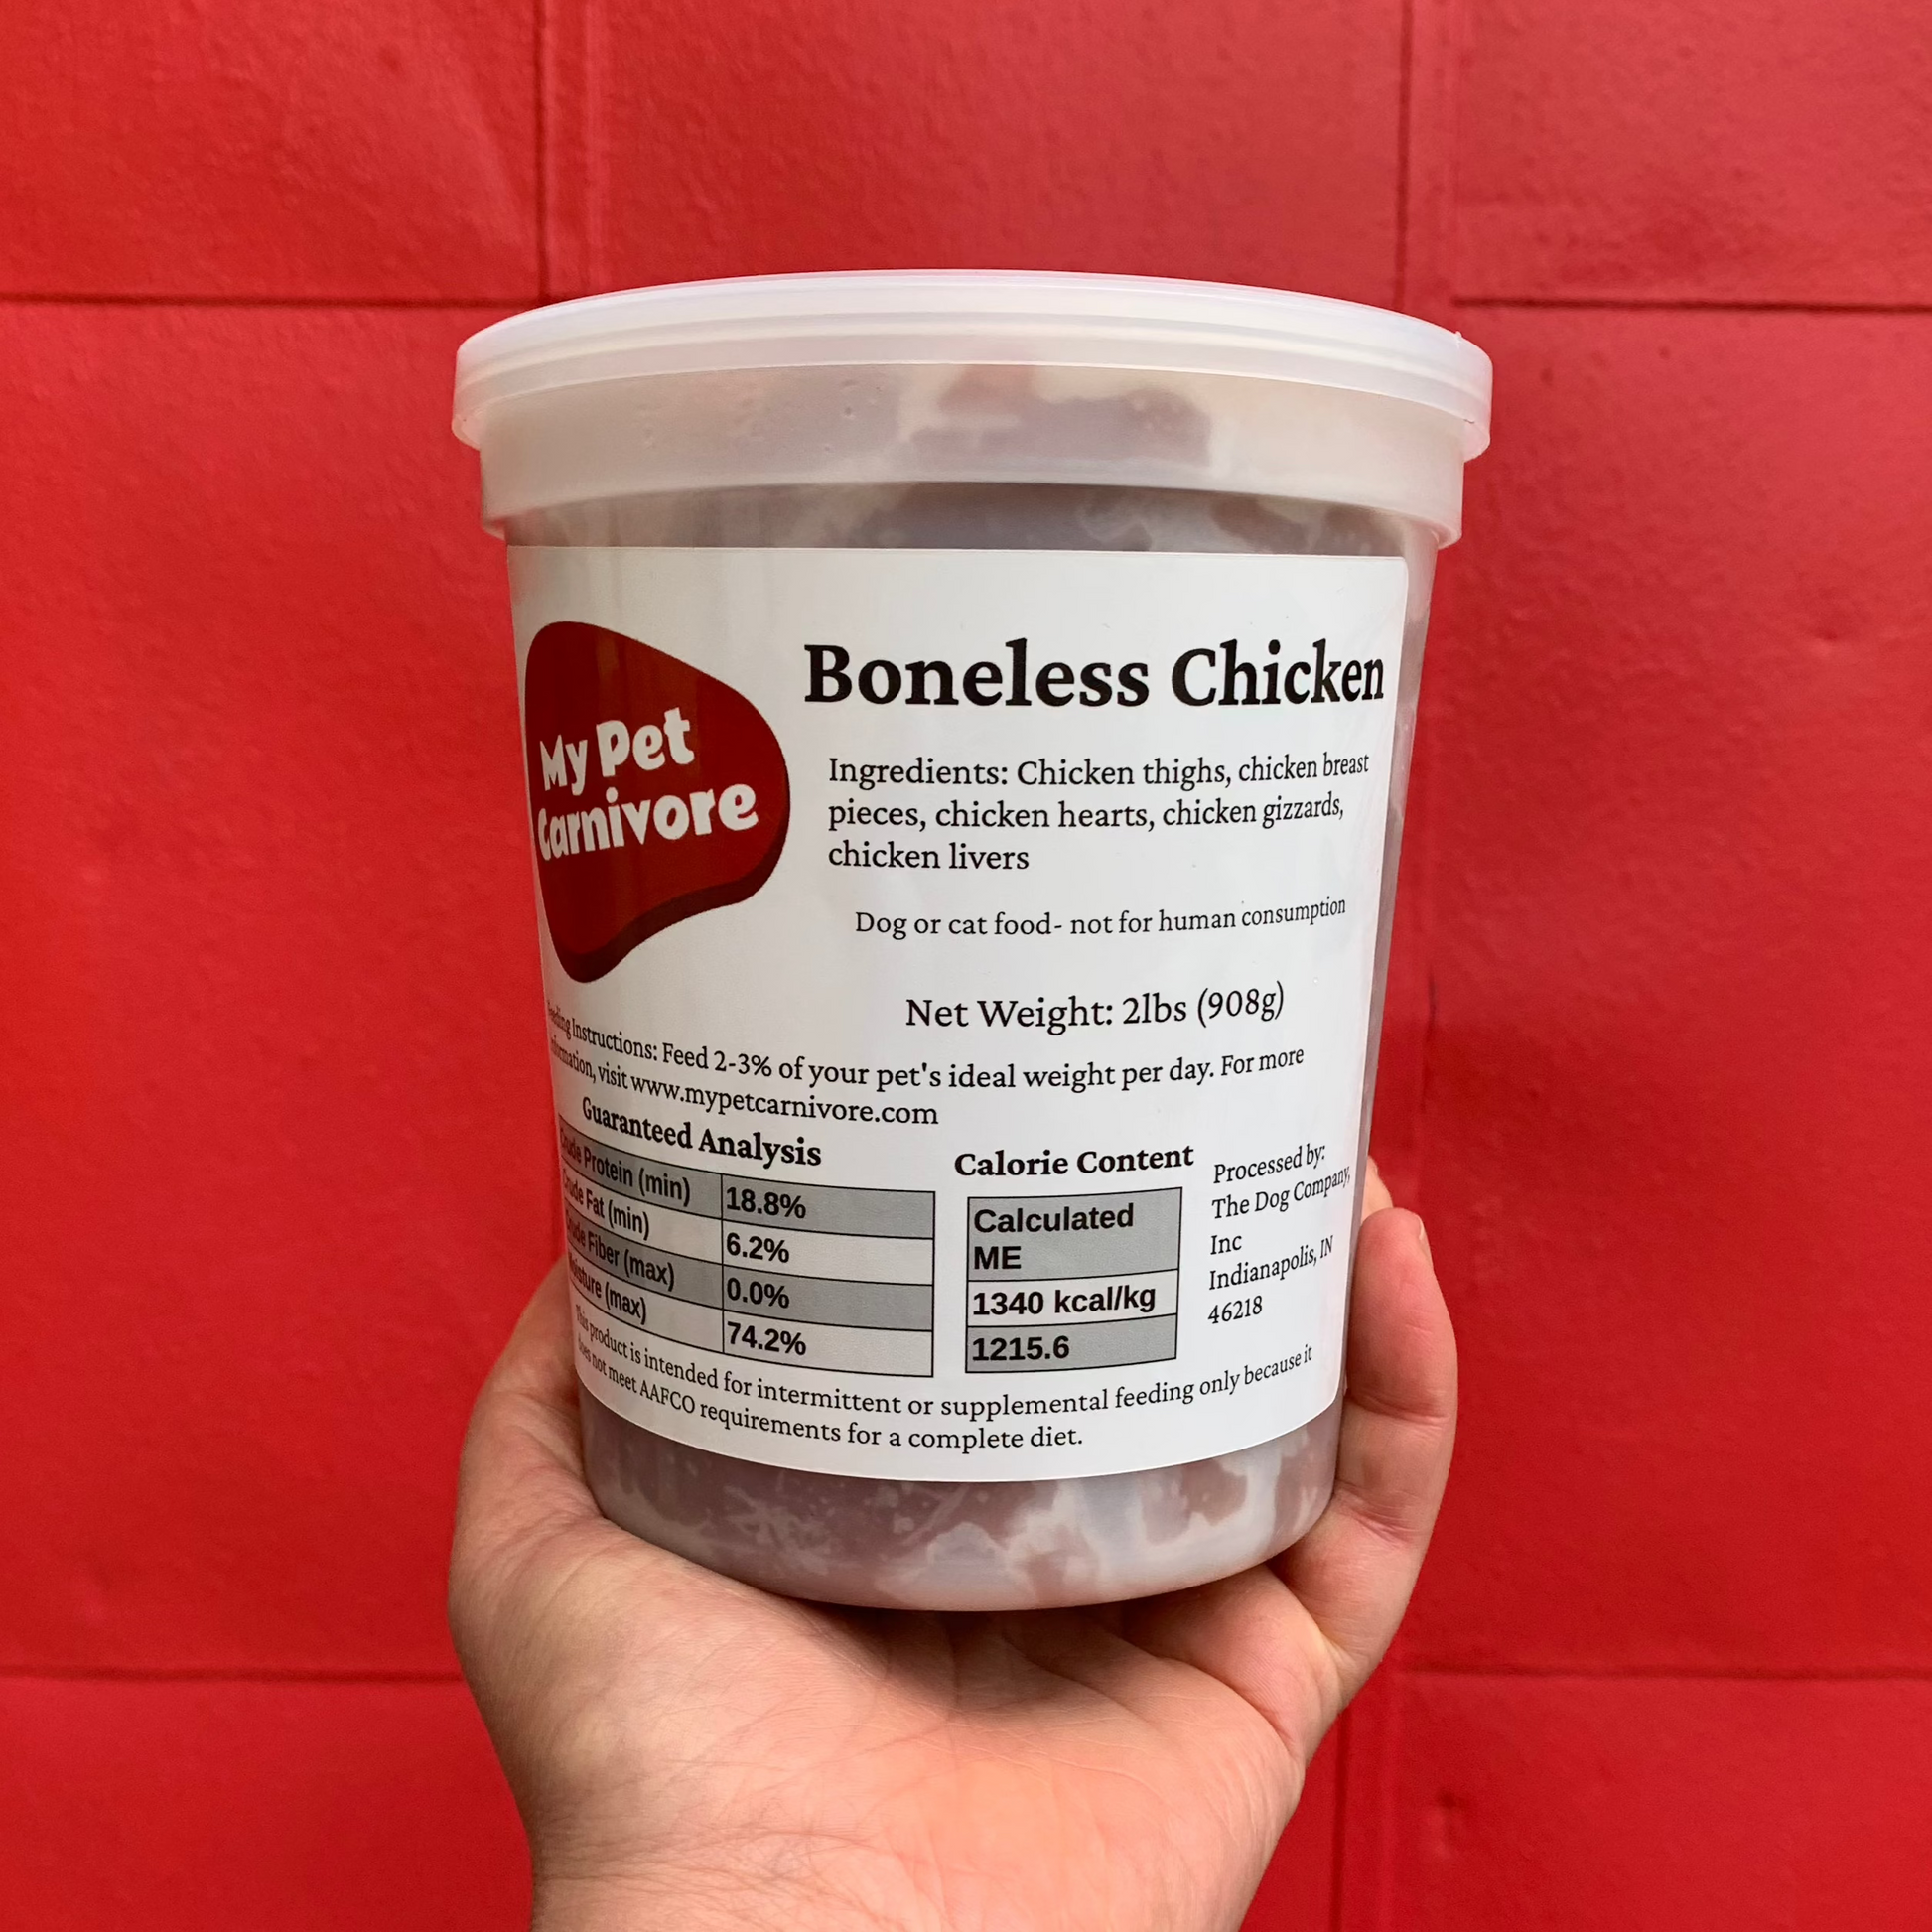 My Pet
Carnivore
Boneless Chicken
Ingredients: Chicken thighs, chicken breast
pieces, chicken hearts, chicken gizzards,
chicken livers
Dog or cat food- not for human consumption
Net Weight: 2lbs (908g)
Feeding Instructions: Feed 2-3% of your pet's ideal weight per day. For more
information, visit www.mypetcarnivore.com
Guaranteed Analysis
Crude Protein (min) 18.8%
Crude Fat (min) 6.2%
Crude Fiber (max) 0.0%
Moisture (max) 74.2%
Calorie Content
Calculated
ME
1340 kcal/kg
1215.6
Processed by:
The Dog Company,
Inc
Indianapolis, IN
46218
This product is intended for intermittent or supplemental feeding only because it
does not meet AAFCO requirements for a complete diet.